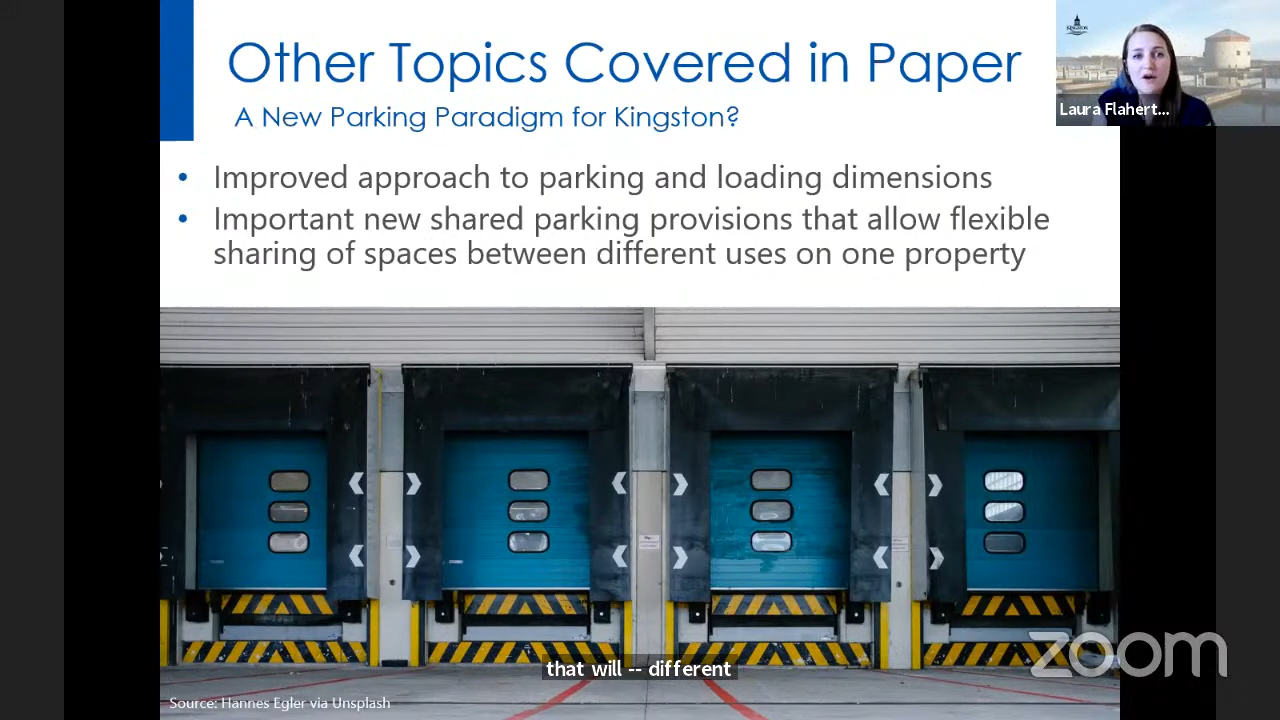 Other Topics Covered in Paper
A New Parking Paradigm for Kingston?
KINGSTON
Laura Flahert...
• Improved approach to parking and loading dimensions
• Important new shared parking provisions that allow flexible
sharing of spaces between different uses on one property
zoom
that will -- different
Source: Hannes Egler via Unsplash